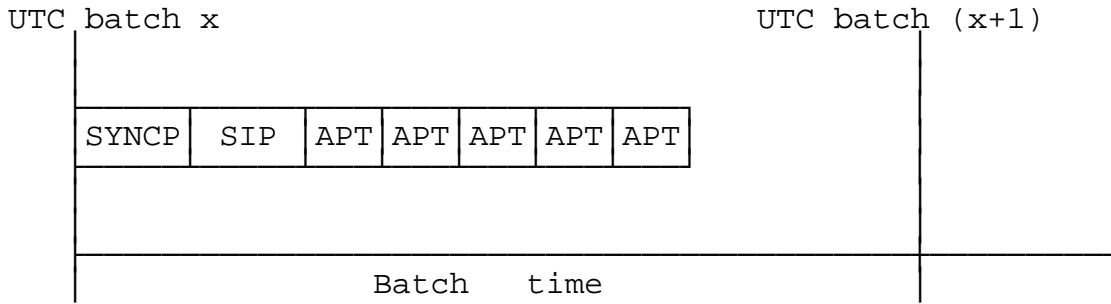 UTC batch x UTC batch (x+1)
SYNCP SIP APT APT APT APT APT
Batch time